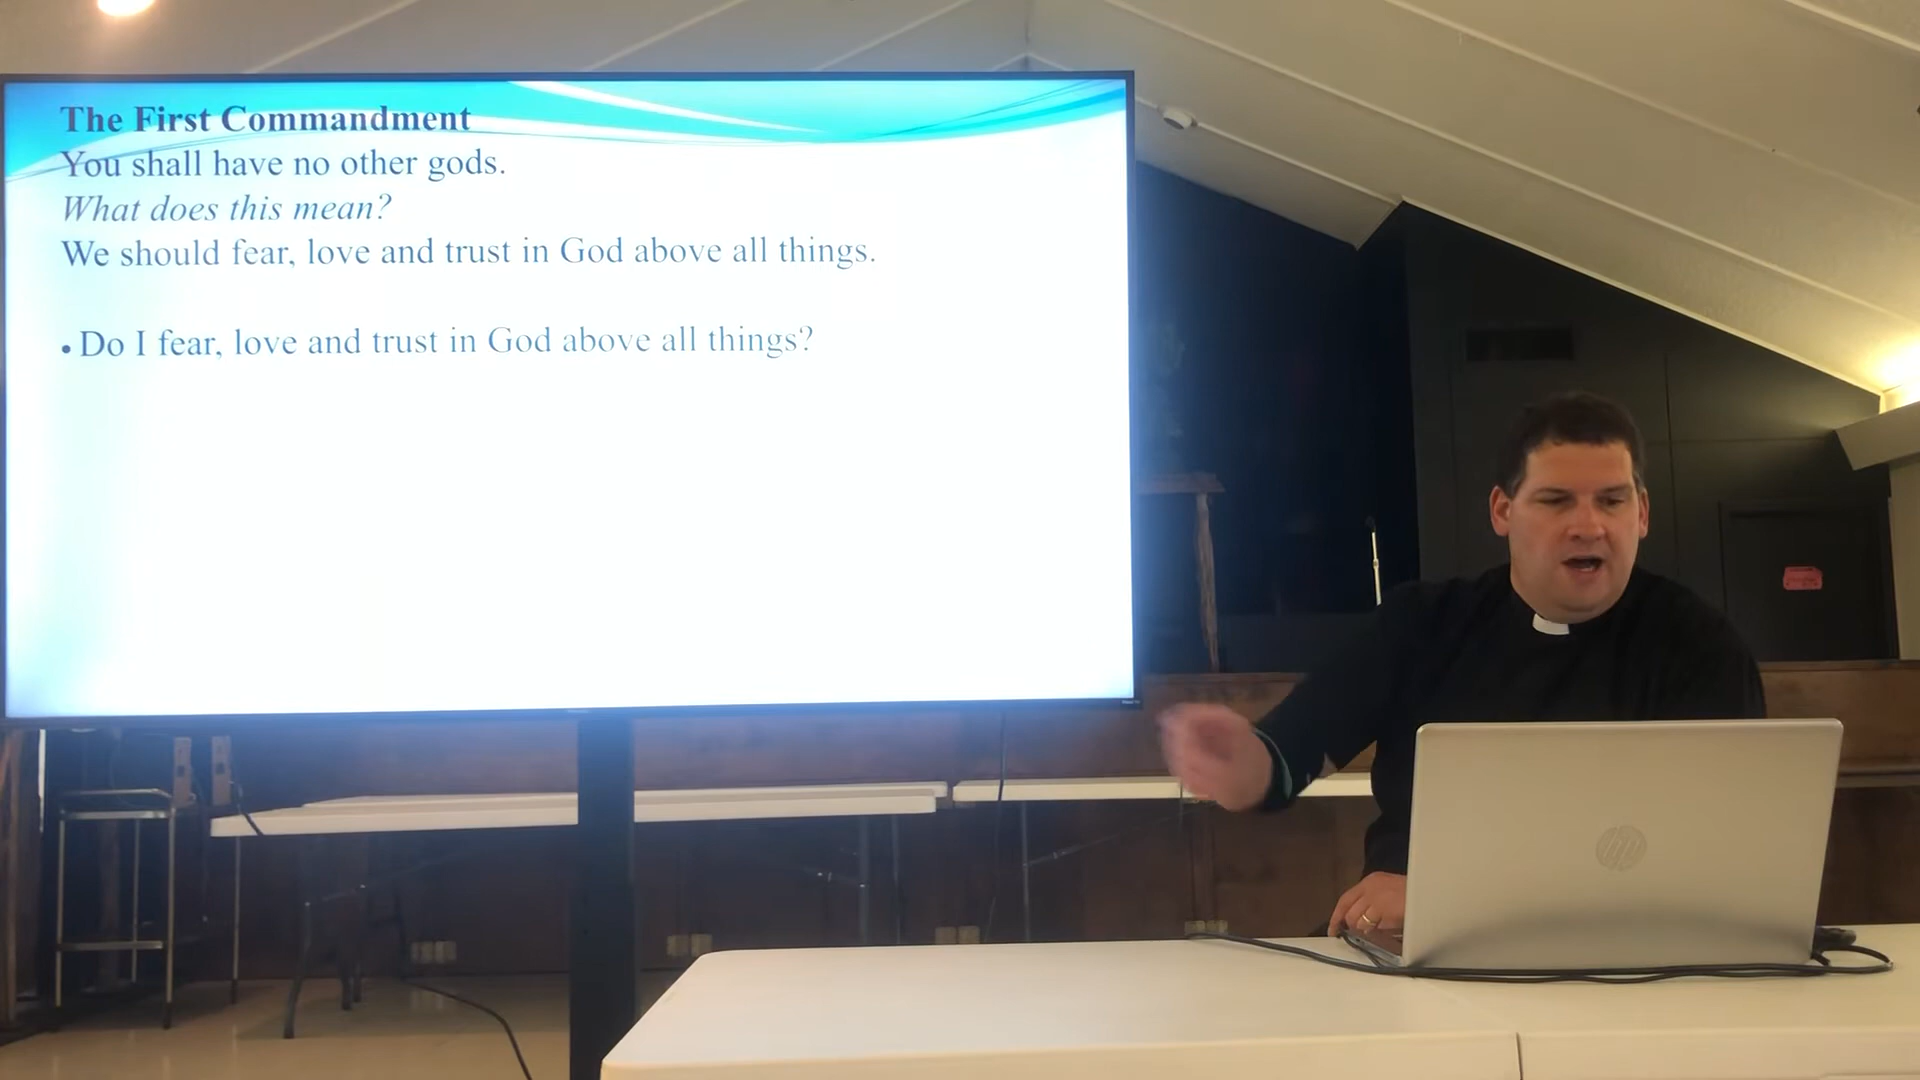 The First Commandment
You shall have no other gods.
What does this mean?
We should fear, love and trust in God above all things.
• Do I fear, love and trust in God above all things?
hp